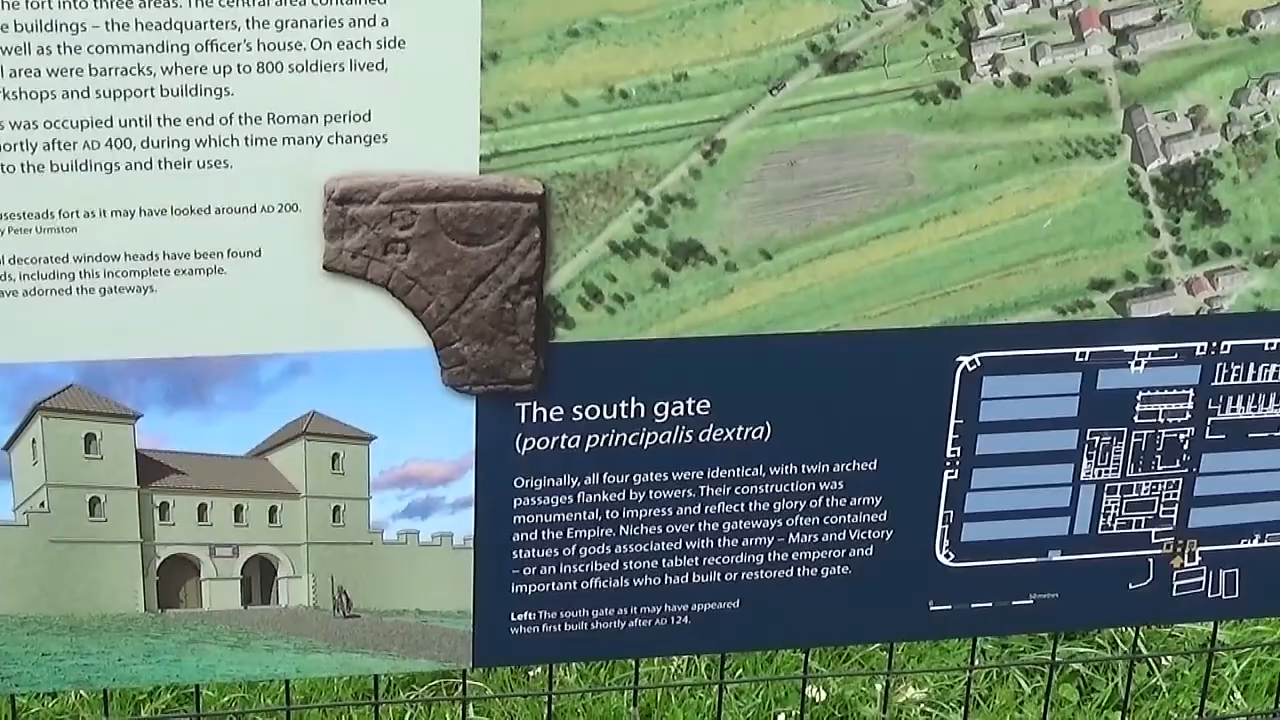 he fort into three areas. The central area contained
e buildings – the headquarters, the granaries and a
well as the commanding officer's house. On each side
l area were barracks, where up to 800 soldiers lived,
rkshops and support buildings.
s was occupied until the end of the Roman period
ortly after AD 400, during which time many changes
to the buildings and their uses.
usesteads fort as it may have looked around AD 200.
y Peter Urmston
l decorated window heads have been found
ds, including this incomplete example.
ave adorned the gateways.
The south gate
(porta principalis dextra)
Originally, all four gates were identical, with twin arched
passages flanked by towers. Their construction was
monumental, to impress and reflect the glory of the army
and the Empire. Niches over the gateways often contained
statues of gods associated with the army – Mars and Victory
– or an inscribed stone tablet recording the emperor and
important officials who had built or restored the gate.
Left: The south gate as it may have appeared
when first built shortly after AD 124.
0 50 metres